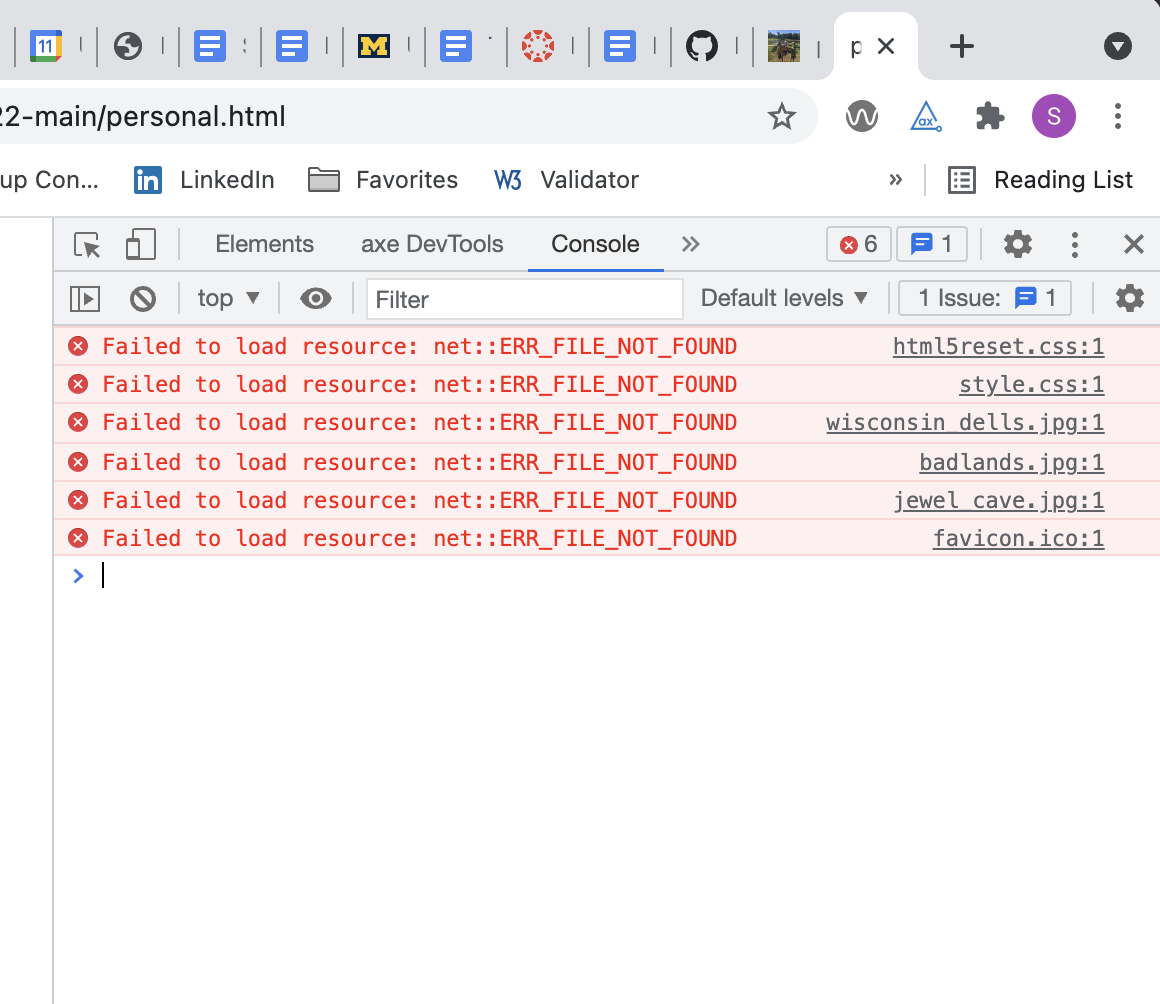 11
p
22-main/personal.html
S
up Con...
in LinkedIn
Favorites
W3 Validator
»
Reading List
Elements
axe DevTools
Console
6
1
top
Filter
Default levels
1 Issue: 1
Failed to load resource: net::ERR_FILE_NOT_FOUND html5reset.css:1
Failed to load resource: net::ERR_FILE_NOT_FOUND style.css:1
Failed to load resource: net::ERR_FILE_NOT_FOUND wisconsin_dells.jpg:1
Failed to load resource: net::ERR_FILE_NOT_FOUND badlands.jpg:1
Failed to load resource: net::ERR_FILE_NOT_FOUND jewel_cave.jpg:1
Failed to load resource: net::ERR_FILE_NOT_FOUND favicon.ico:1